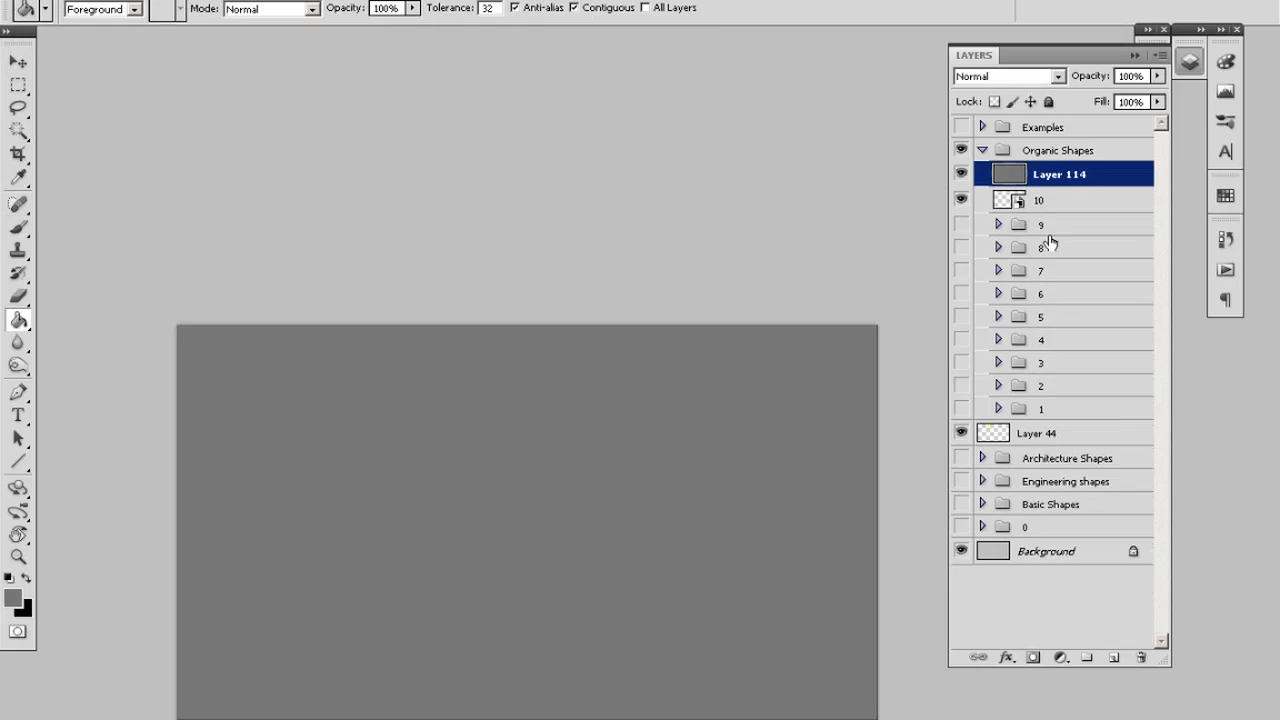 Foreground Mode: Normal Opacity: 100% Tolerance: 32 Anti-alias Contiguous All Layers
LAYERS
Normal Opacity: 100%
Lock: Fill: 100%
Examples
Organic Shapes
Layer 114
10
9
8
7
6
5
4
3
2
1
Layer 44
Architecture Shapes
Engineering shapes
Basic Shapes
0
Background